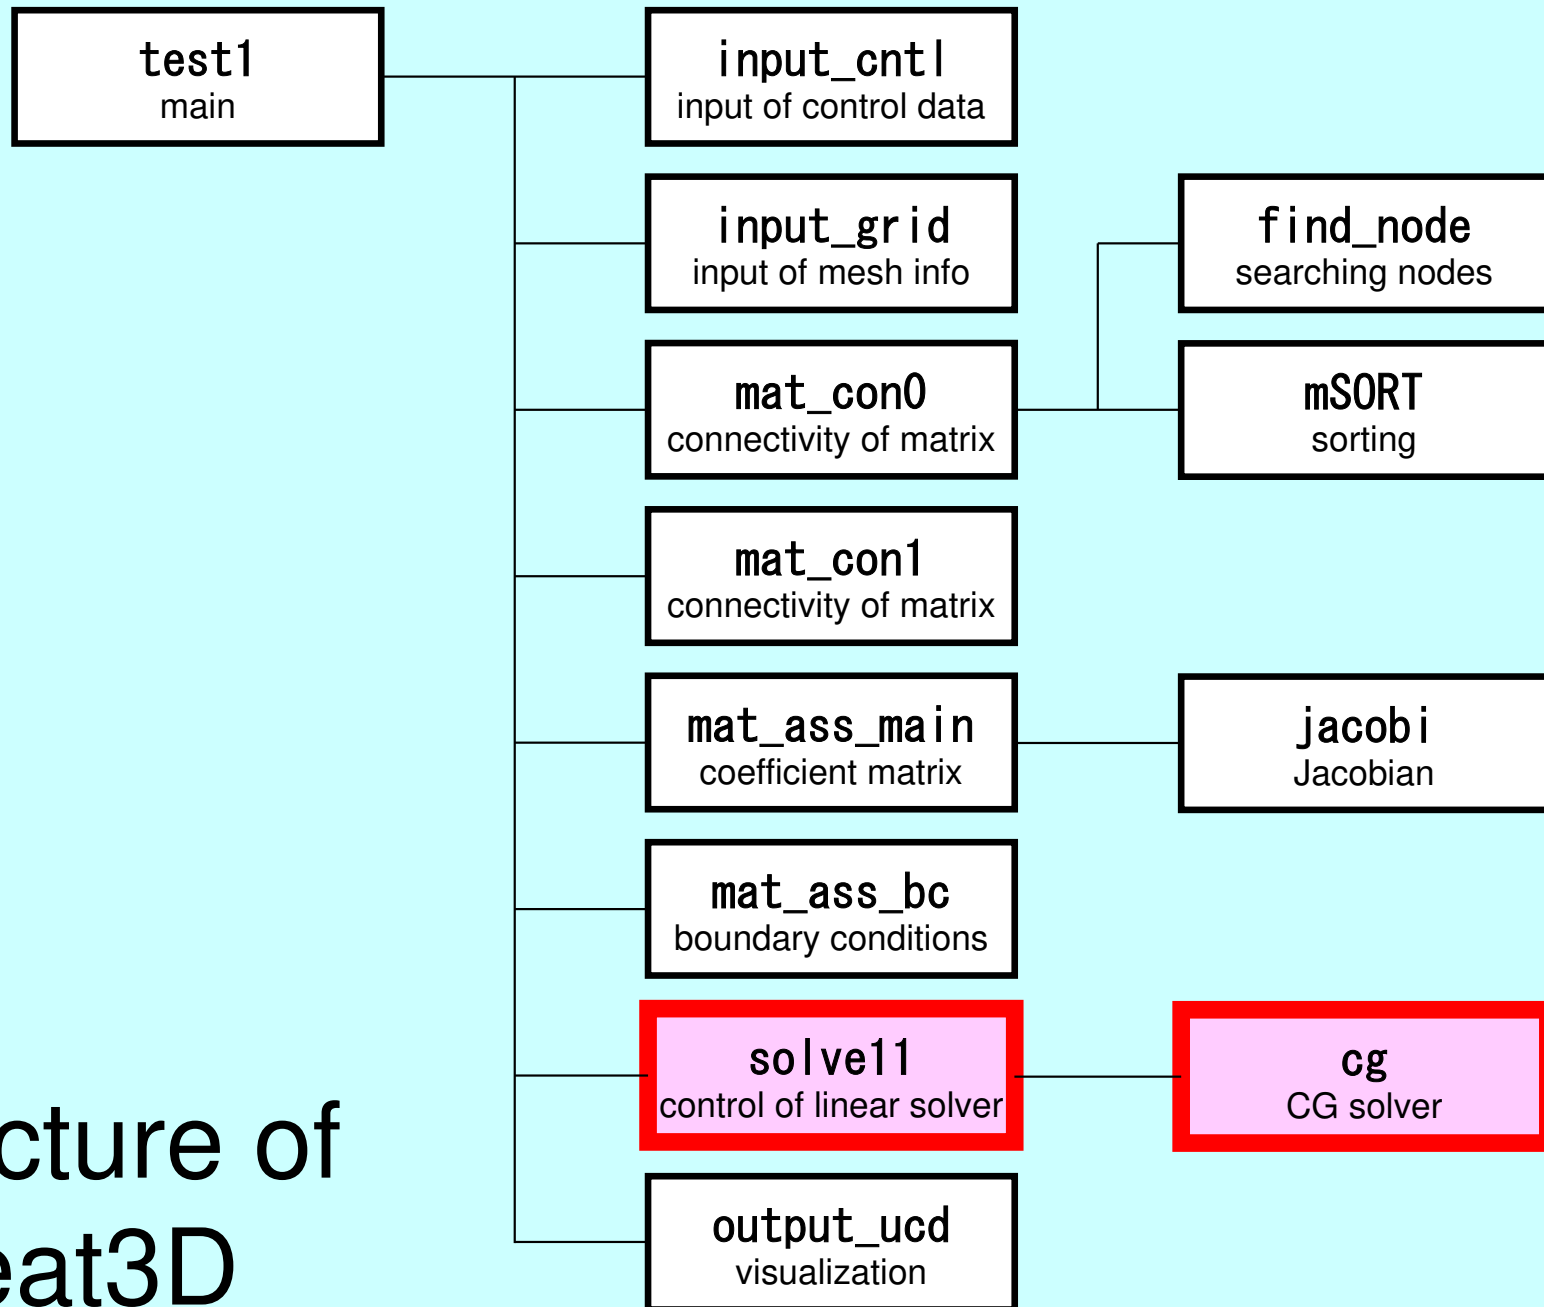 test1
main
input_cntl
input of control data
input_grid
input of mesh info
find_node
searching nodes
mat_con0
connectivity of matrix
mSORT
sorting
mat_con1
connectivity of matrix
mat_ass_main
coefficient matrix
jacobi
Jacobian
mat_ass_bc
boundary conditions
solve11
control of linear solver
cg
CG solver
output_ucd
visualization
cture of
eat3D